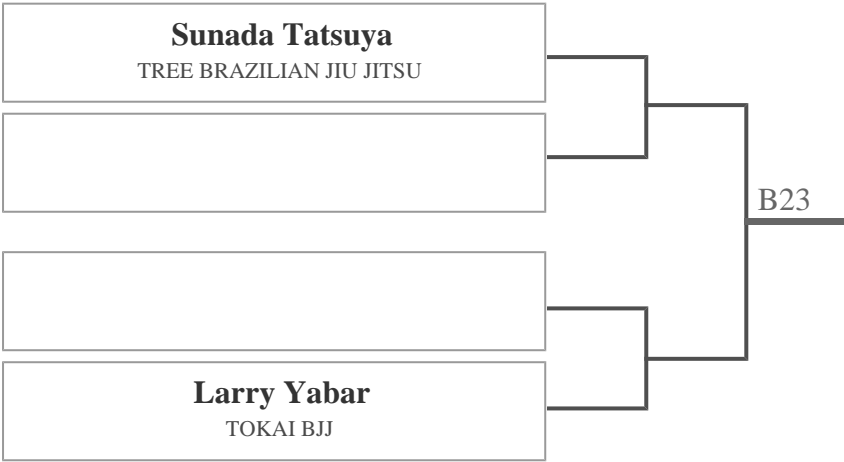 Sunada Tatsuya
TREE BRAZILIAN JIU JITSU
B23
Larry Yabar
TOKAI BJJ